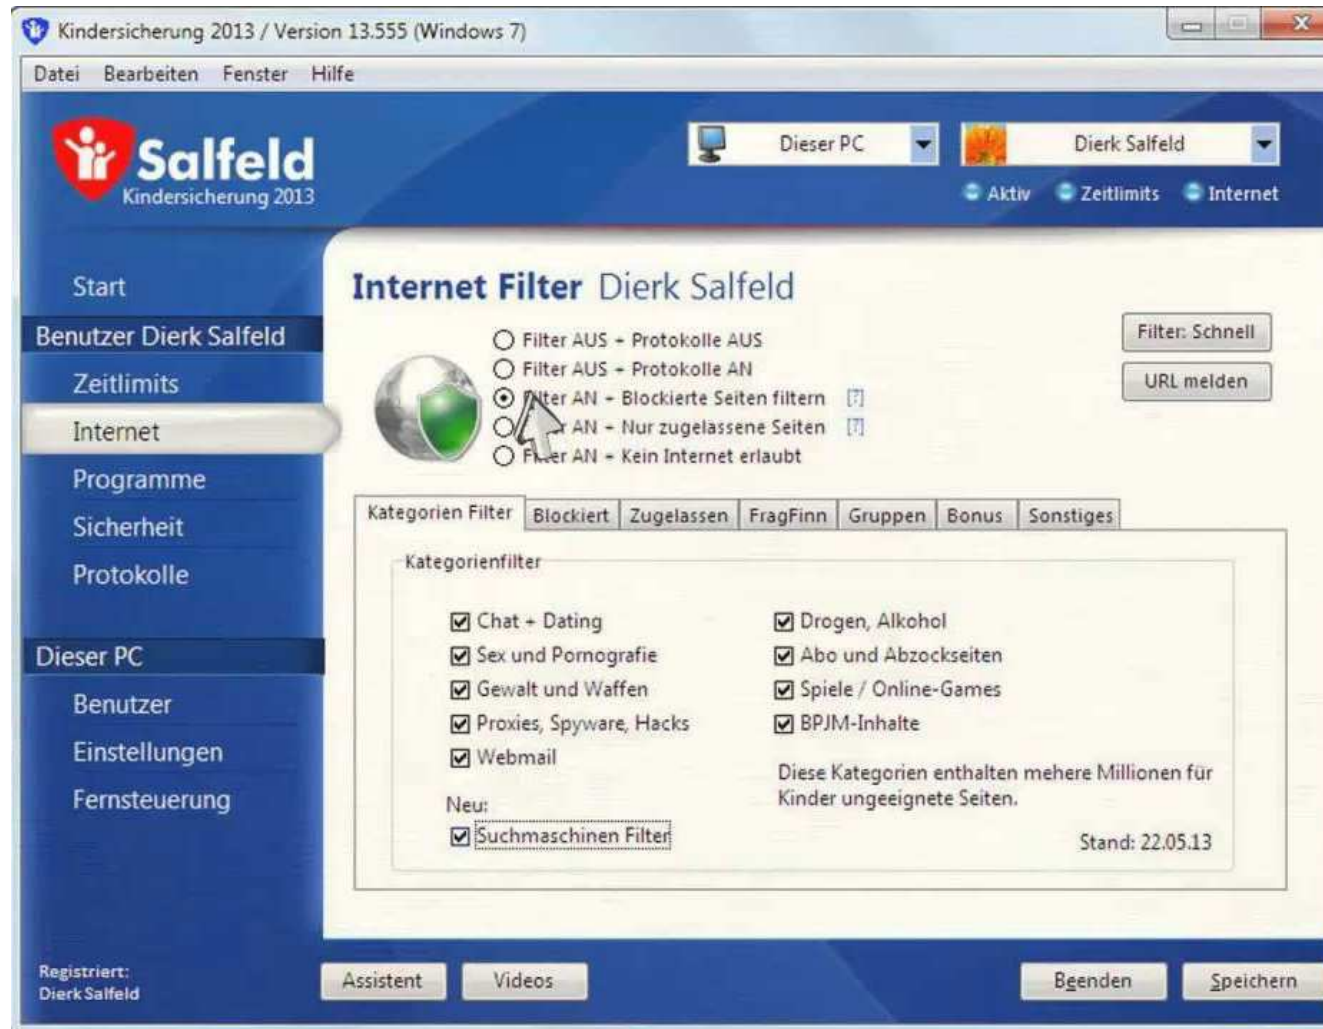 Kindersicherung 2013 / Version 13.555 (Windows 7)
Datei Bearbeiten Fenster Hilfe
Salfeld
Kindersicherung 2013
Dieser PC
Dierk Salfeld
Aktiv Zeitlimits Internet
Start
Benutzer Dierk Salfeld
Zeitlimits
Internet
Programme
Sicherheit
Protokolle
Dieser PC
Benutzer
Einstellungen
Fernsteuerung
Registriert:
Dierk Salfeld
Internet Filter Dierk Salfeld
Filter AUS + Protokolle AUS
Filter AUS + Protokolle AN
Filter AN + Blockierte Seiten filtern [?]
AN + Nur zugelassene Seiten [?]
Filter AN + Kein Internet erlaubt
Filter: Schnell
URL melden
Kategorien Filter Blockiert Zugelassen FragFinn Gruppen Bonus Sonstiges
Kategorienfilter
Chat + Dating
Sex und Pornografie
Gewalt und Waffen
Proxies, Spyware, Hacks
Webmail
Neu:
Suchmaschinen Filter
Drogen, Alkohol
Abo und Abzockseiten
Spiele / Online-Games
BPJM-Inhalte
Diese Kategorien enthalten mehere Millionen für
Kinder ungeeignete Seiten.
Stand: 22.05.13
Assistent Videos Beenden Speichern